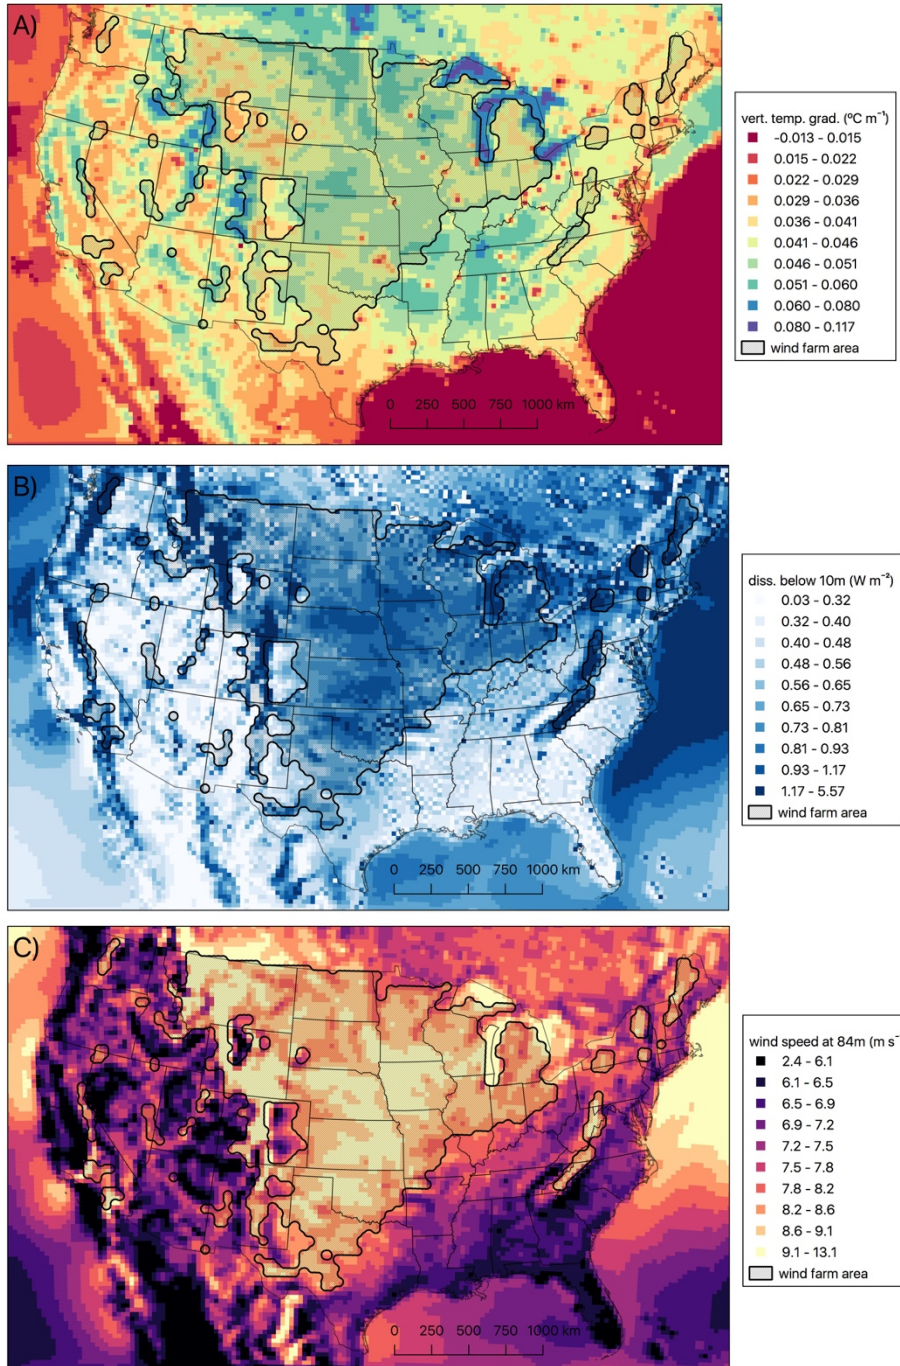 A)
vert. temp. grad. (ºC m⁻¹)
-0.013 - 0.015
0.015 - 0.022
0.022 - 0.029
0.029 - 0.036
0.036 - 0.041
0.041 - 0.046
0.046 - 0.051
0.051 - 0.060
0.060 - 0.080
0.080 - 0.117
wind farm area
0 250 500 750 1000 km
B)
diss. below 10m (W m⁻²)
0.03 - 0.32
0.32 - 0.40
0.40 - 0.48
0.48 - 0.56
0.56 - 0.65
0.65 - 0.73
0.73 - 0.81
0.81 - 0.93
0.93 - 1.17
1.17 - 5.57
wind farm area
0 250 500 750 1000 km
C)
wind speed at 84m (m s⁻
2.4 - 6.1
6.1 - 6.5
6.5 - 6.9
6.9 - 7.2
7.2 - 7.5
7.5 - 7.8
7.8 - 8.2
8.2 - 8.6
8.6 - 9.1
9.1 - 13.1
wind farm area
0 250 500 750 1000 km